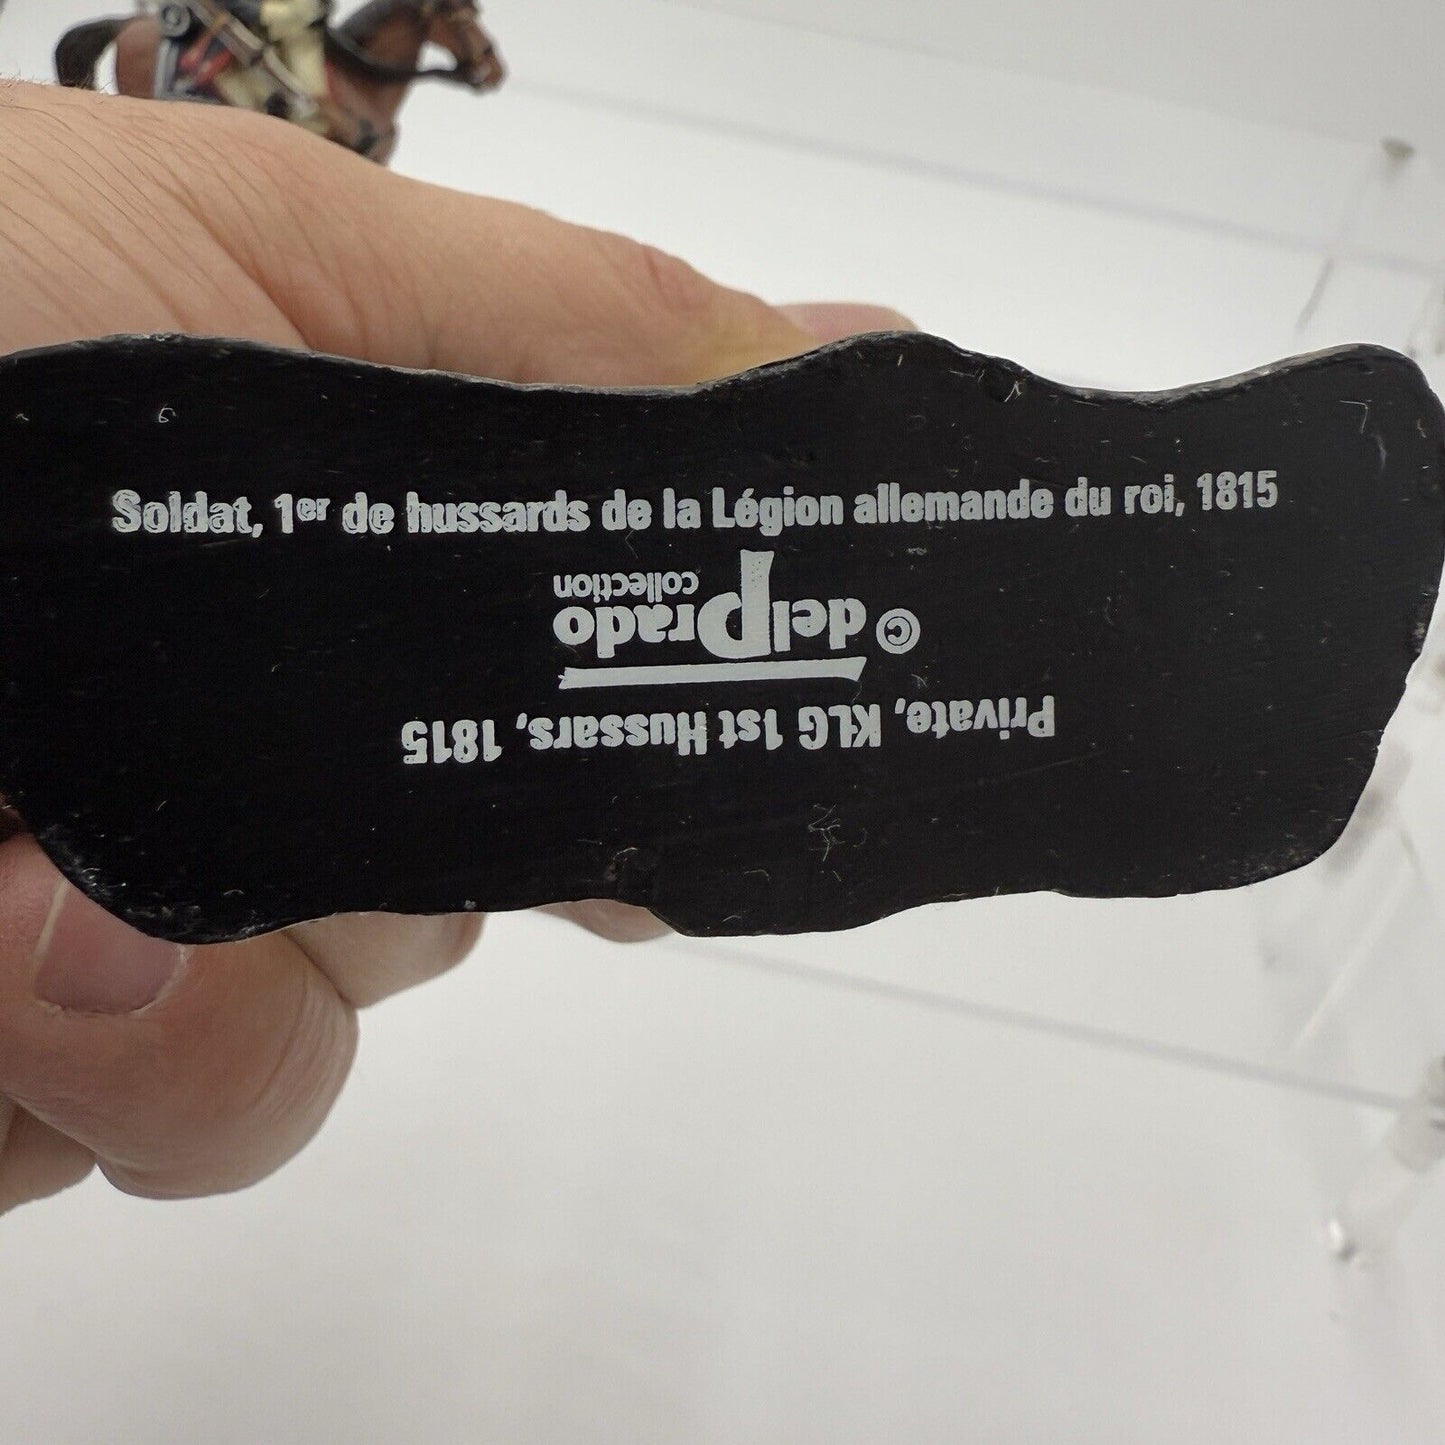 Soldat, 1er de hussards de la Légion allemande du roi, 1815
Private, KLG 1st Hussars, 1815
© delPrado
collection